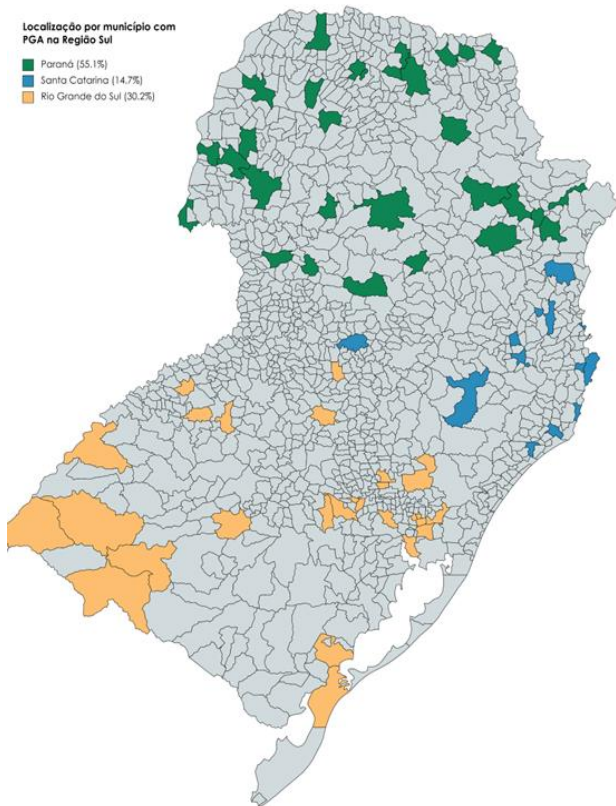 Localização por município com
PGA na Região Sul
Paraná (55.1%)
Santa Catarina (14.7%)
Rio Grande do Sul (30.2%)